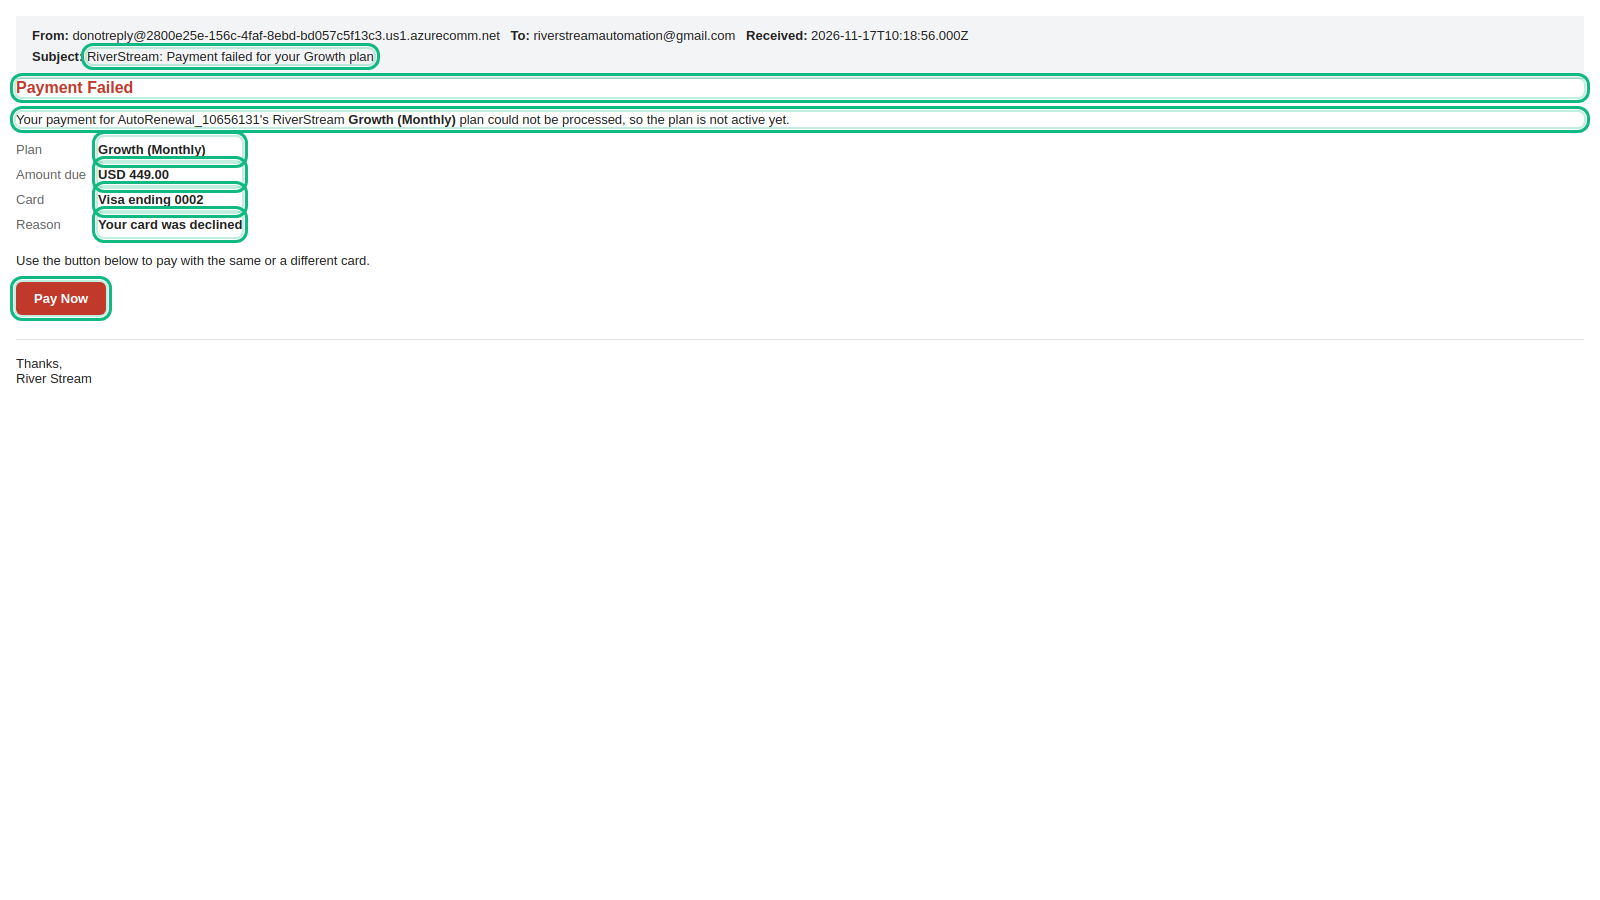 From: donotreply@2800e25e-156c-4faf-8ebd-bd057c5f13c3.us1.azurecomm.net To: riverstreamautomation@gmail.com Received: 2026-11-17T10:18:56.000Z
Subject: RiverStream: Payment failed for your Growth plan
Payment Failed
Your payment for AutoRenewal_10656131's RiverStream Growth (Monthly) plan could not be processed, so the plan is not active yet.
Plan Growth (Monthly)
Amount due USD 449.00
Card Visa ending 0002
Reason Your card was declined
Use the button below to pay with the same or a different card.
Pay Now
Thanks,
River Stream